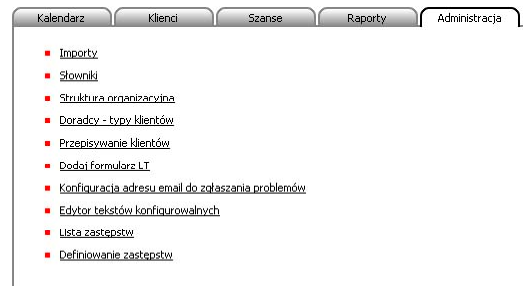 Kalendarz Klienci Szanse Raporty Administracja
Importy
Słowniki
Struktura organizacyjna
Doradcy - typy klientów
Przepisywanie klientów
Dodaj formularz LT
Konfiguracja adresu email do zgłaszania problemów
Edytor tekstów konfigurowalnych
Lista zastępstw
Definiowanie zastępstw